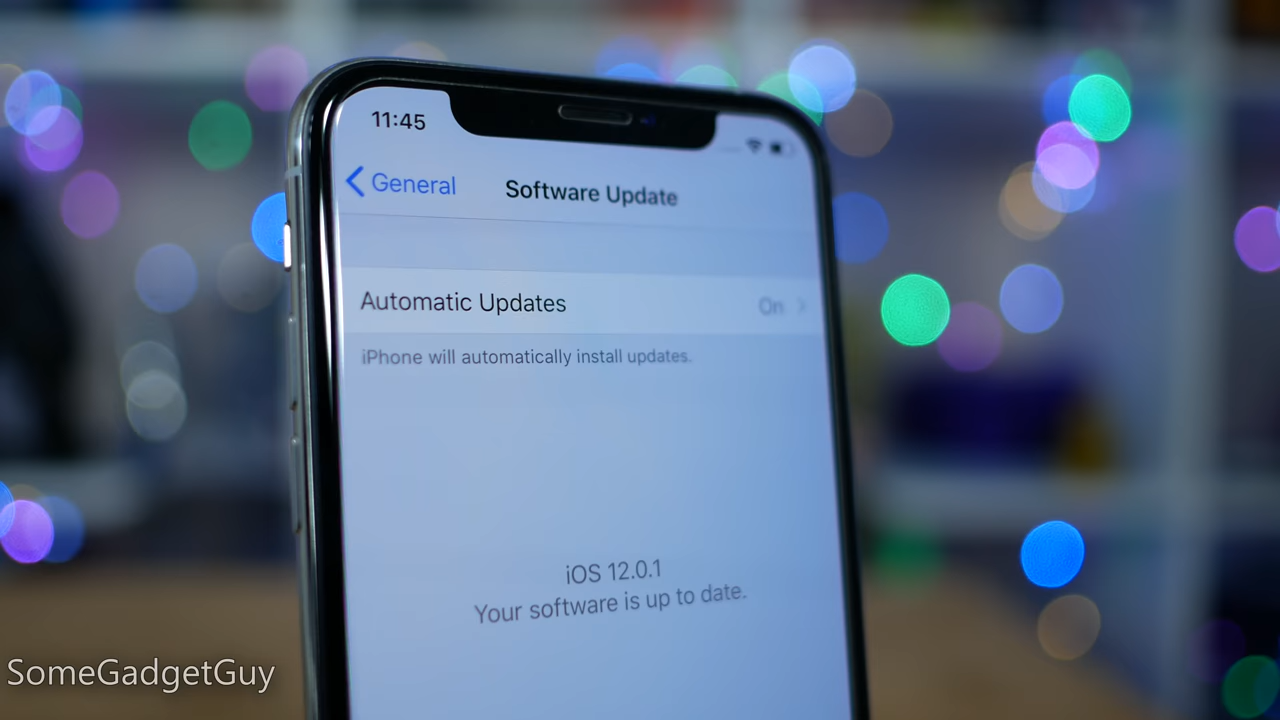 11:45
General
Software Update
Automatic Updates
On
iPhone will automatically install updates.
iOS 12.0.1
Your software is up to date.
SomeGadgetGuy